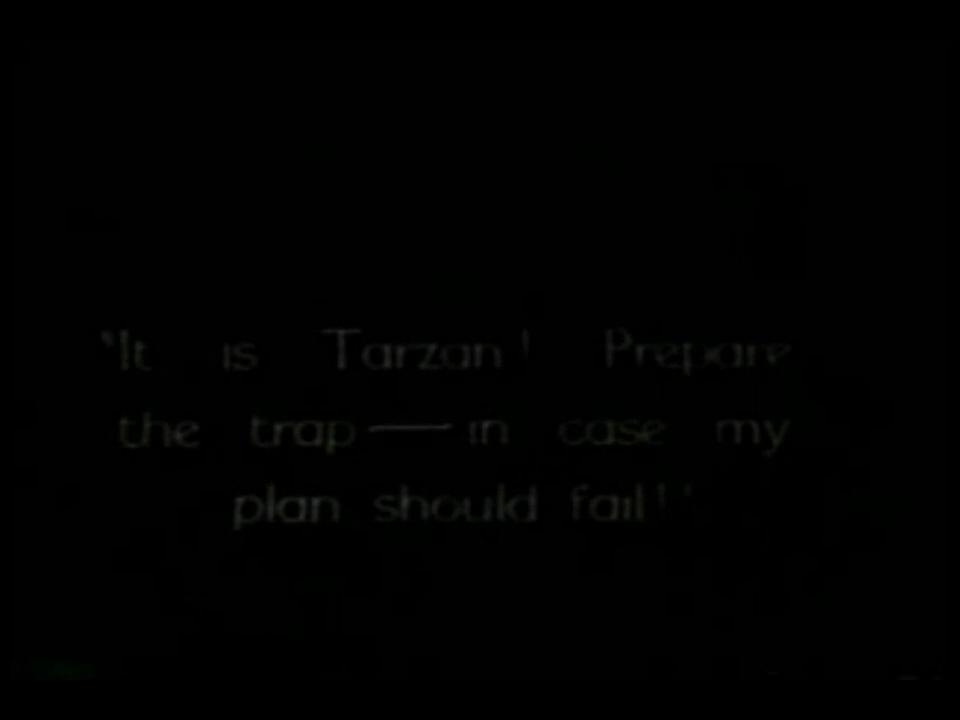 "It is Tarzan! Prepare
the trap — in case my
plan should fail!"